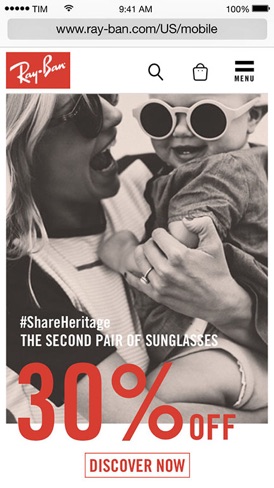 TIM
9:41 AM
100%
www.ray-ban.com/US/mobile
Ray-Ban
MENU
#ShareHeritage
THE SECOND PAIR OF SUNGLASSES
30% OFF
DISCOVER NOW